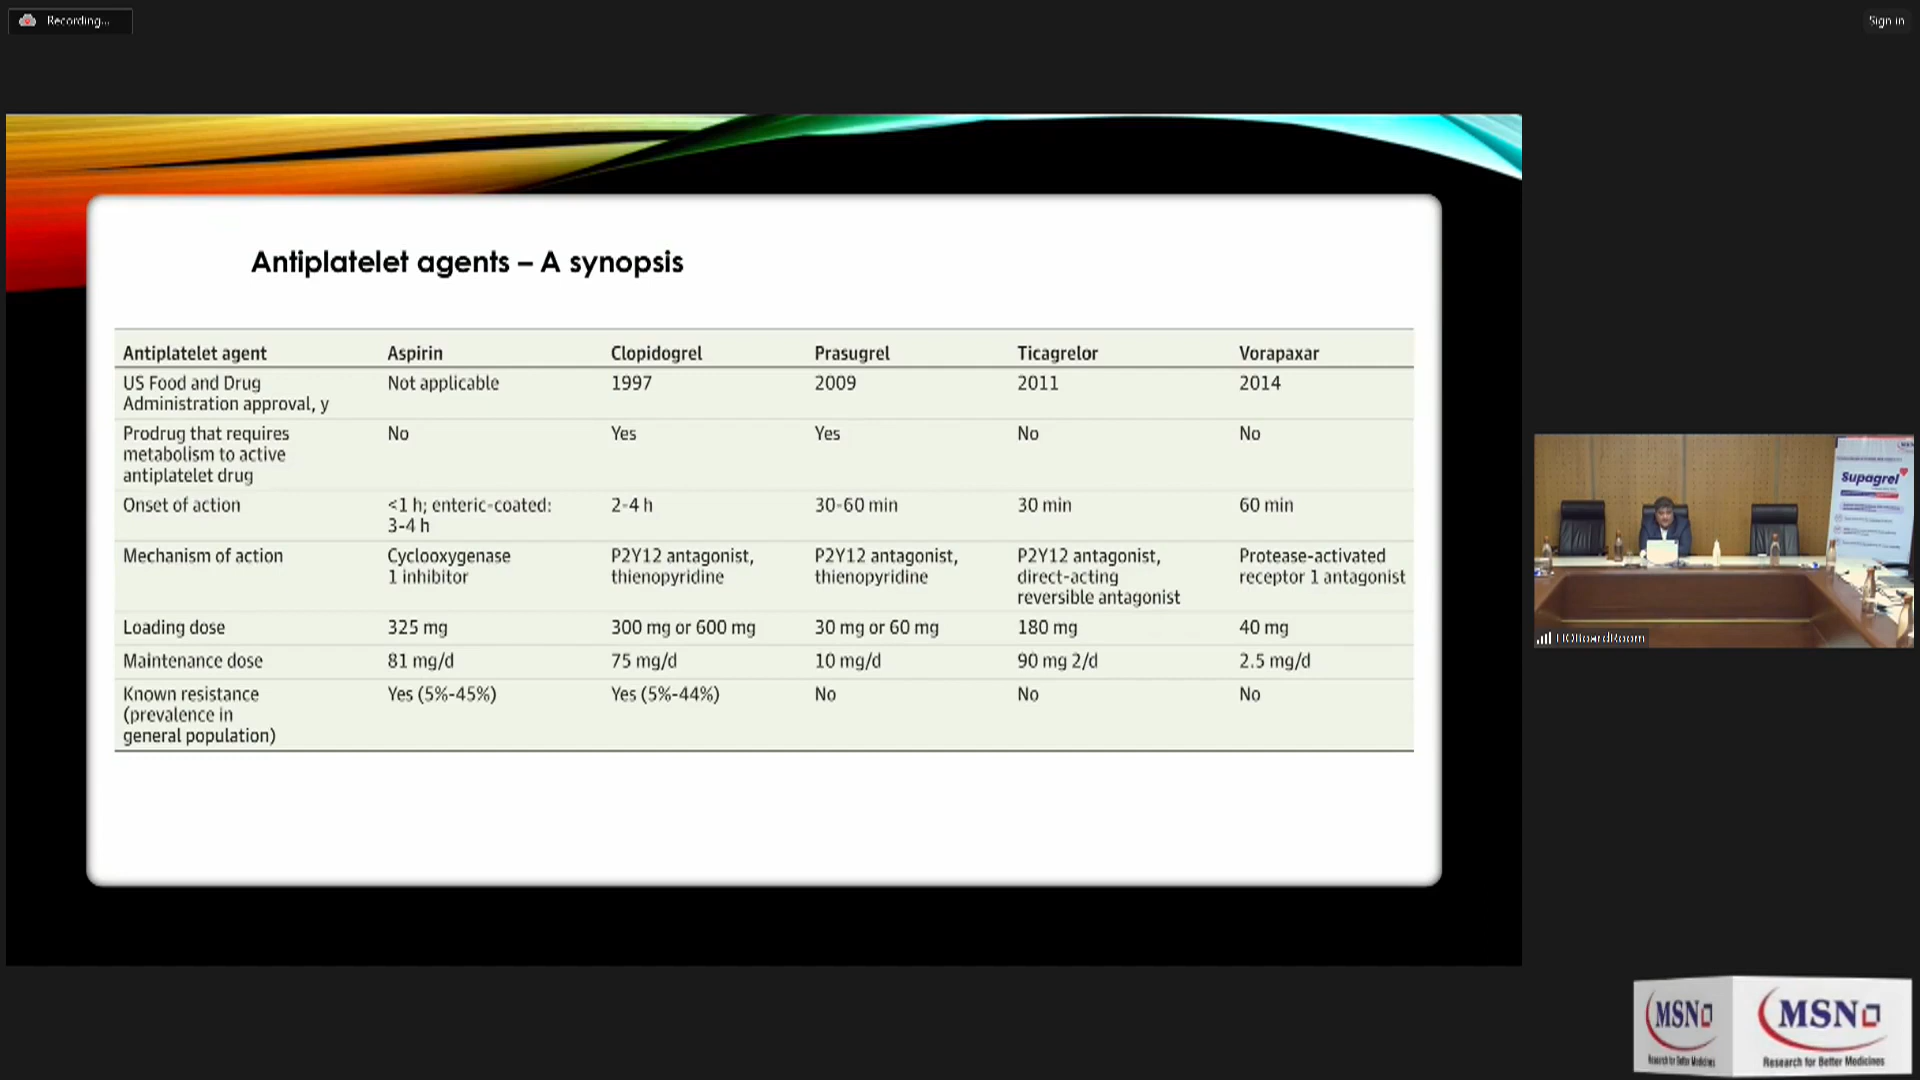 Recording...
Sign in
Antiplatelet agents – A synopsis
Antiplatelet agent Aspirin Clopidogrel Prasugrel Ticagrelor Vorapaxar
US Food and Drug Administration approval, y Not applicable 1997 2009 2011 2014
Prodrug that requires metabolism to active antiplatelet drug No Yes Yes No No
Onset of action <1 h; enteric-coated: 3-4 h 2-4 h 30-60 min 30 min 60 min
Mechanism of action Cyclooxygenase 1 inhibitor P2Y12 antagonist, thienopyridine P2Y12 antagonist, thienopyridine P2Y12 antagonist, direct-acting reversible antagonist Protease-activated receptor 1 antagonist
Loading dose 325 mg 300 mg or 600 mg 30 mg or 60 mg 180 mg 40 mg
Maintenance dose 81 mg/d 75 mg/d 10 mg/d 90 mg 2/d 2.5 mg/d
Known resistance (prevalence in general population) Yes (5%-45%) Yes (5%-44%) No No No
Supagrel
HOBoardRoom
MSN
Research for Better Medicines
MSN
Research for Better Medicines